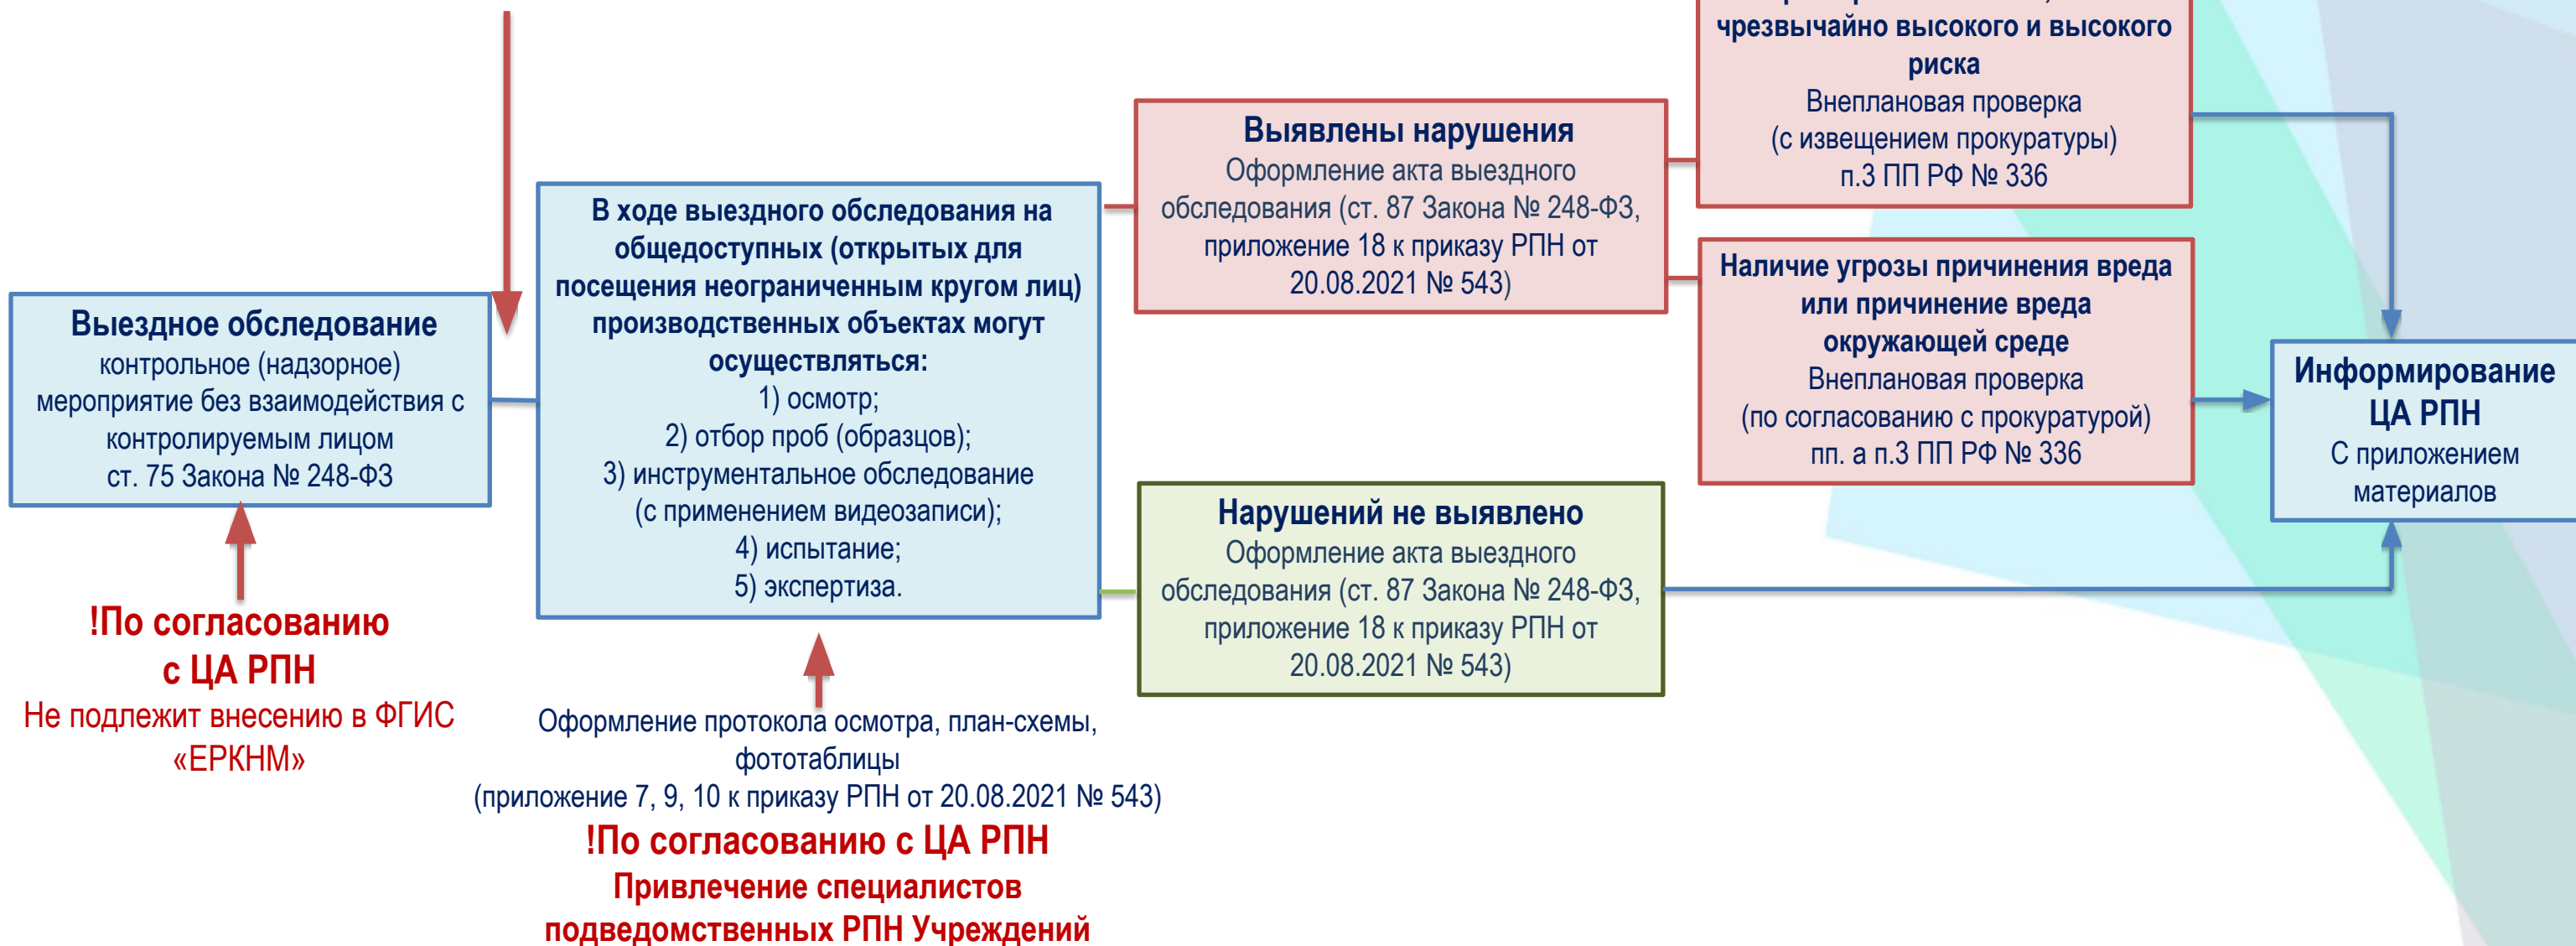 чрезвычайно высокого и высокого
риска
Внеплановая проверка
(с извещением прокуратуры)
п.3 ПП РФ № 336
Выявлены нарушения
Оформление акта выездного
обследования (ст. 87 Закона № 248-ФЗ,
приложение 18 к приказу РПН от
20.08.2021 № 543)
В ходе выездного обследования на
общедоступных (открытых для
посещения неограниченным кругом лиц)
производственных объектах могут
осуществляться:
1) осмотр;
2) отбор проб (образцов);
3) инструментальное обследование
(с применением видеозаписи);
4) испытание;
5) экспертиза.
Наличие угрозы причинения вреда
или причинение вреда
окружающей среде
Внеплановая проверка
(по согласованию с прокуратурой)
пп. а п.3 ПП РФ № 336
Выездное обследование
контрольное (надзорное)
мероприятие без взаимодействия с
контролируемым лицом
ст. 75 Закона № 248-ФЗ
Информирование
ЦА РПН
С приложением
материалов
Нарушений не выявлено
Оформление акта выездного
обследования (ст. 87 Закона № 248-ФЗ,
приложение 18 к приказу РПН от
20.08.2021 № 543)
!По согласованию
с ЦА РПН
Не подлежит внесению в ФГИС
«ЕРКНМ»
Оформление протокола осмотра, план-схемы,
фототаблицы
(приложение 7, 9, 10 к приказу РПН от 20.08.2021 № 543)
!По согласованию с ЦА РПН
Привлечение специалистов
подведомственных РПН Учреждений